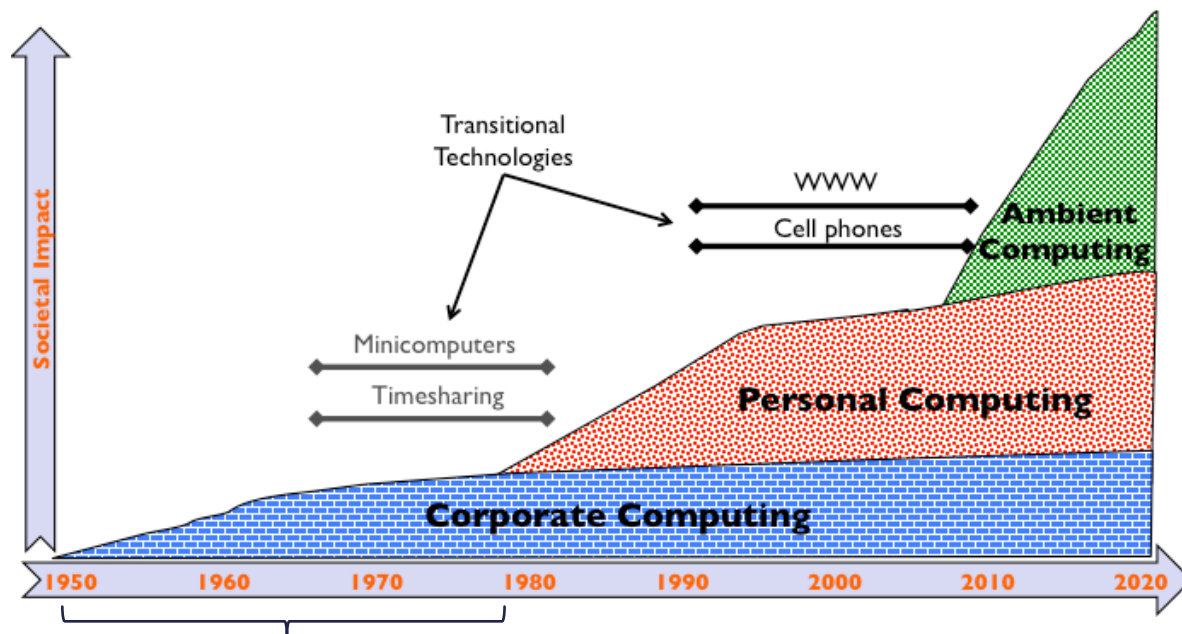 Transitional
Technologies
WWW
Cell phones
Ambient
Computing
Minicomputers
Timesharing
Personal Computing
Corporate Computing
Societal Impact
1950 1960 1970 1980 1990 2000 2010 2020